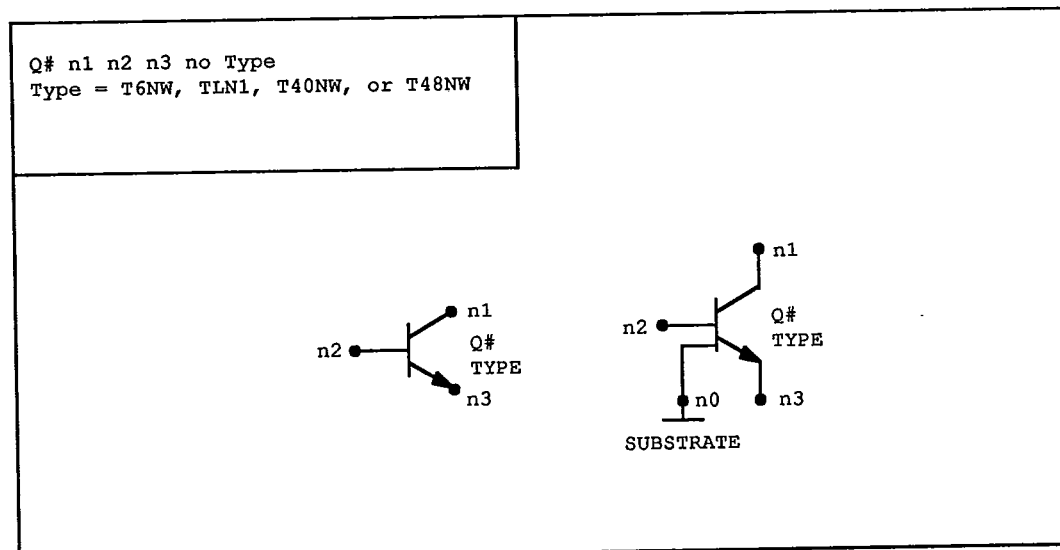 Q# n1 n2 n3 no Type
Type = T6NW, TLN1, T40NW, or T48NW
n1
n2
Q#
TYPE
n3
n1
n2
Q#
TYPE
n0
n3
SUBSTRATE